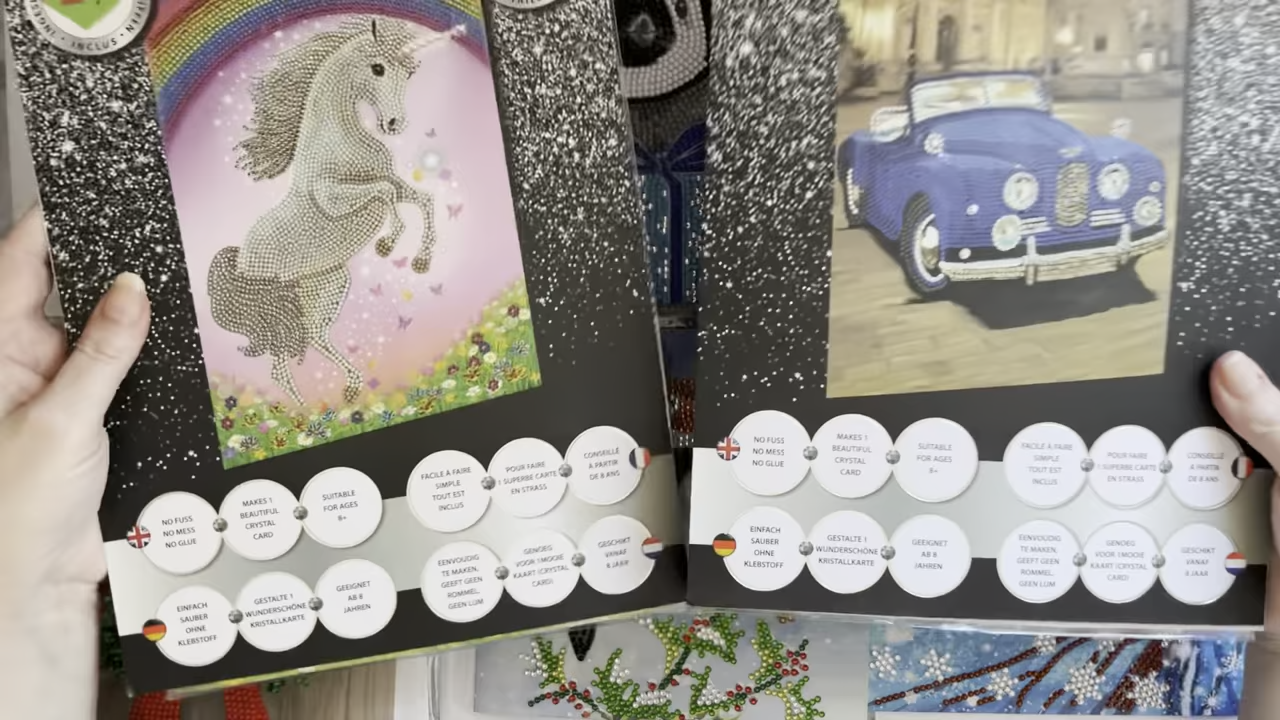 INCLUS
NO FUSS
NO MESS
NO GLUE
MAKES 1
BEAUTIFUL
CRYSTAL
CARD
SUITABLE
FOR AGES
8+
FACILE À FAIRE
SIMPLE
TOUT EST
INCLUS
POUR FAIRE
1 SUPERBE CARTE
EN STRASS
CONSEILLÉ
À PARTIR
DE 8 ANS
EINFACH
SAUBER
OHNE
KLEBSTOFF
GESTALTE 1
WUNDERSCHÖNE
KRISTALLKARTE
GEEIGNET
AB 8
JAHREN
EENVOUDIG
TE MAKEN,
GEEFT GEEN
ROMMEL,
GEEN LIJM
GENOEG
VOOR 1 MOOIE
KAART (CRYSTAL
CARD)
GESCHIKT
VANAF
8 JAAR
NO FUSS
NO MESS
NO GLUE
MAKES 1
BEAUTIFUL
CRYSTAL
CARD
SUITABLE
FOR AGES
8+
FACILE À FAIRE
SIMPLE
TOUT EST
INCLUS
POUR FAIRE
1 SUPERBE CARTE
EN STRASS
CONSEILLÉ
À PARTIR
DE 8 ANS
EINFACH
SAUBER
OHNE
KLEBSTOFF
GESTALTE 1
WUNDERSCHÖNE
KRISTALLKARTE
GEEIGNET
AB 8
JAHREN
EENVOUDIG
TE MAKEN,
GEEFT GEEN
ROMMEL,
GEEN LIJM
GENOEG
VOOR 1 MOOIE
KAART (CRYSTAL
CARD)
GESCHIKT
VANAF
8 JAAR